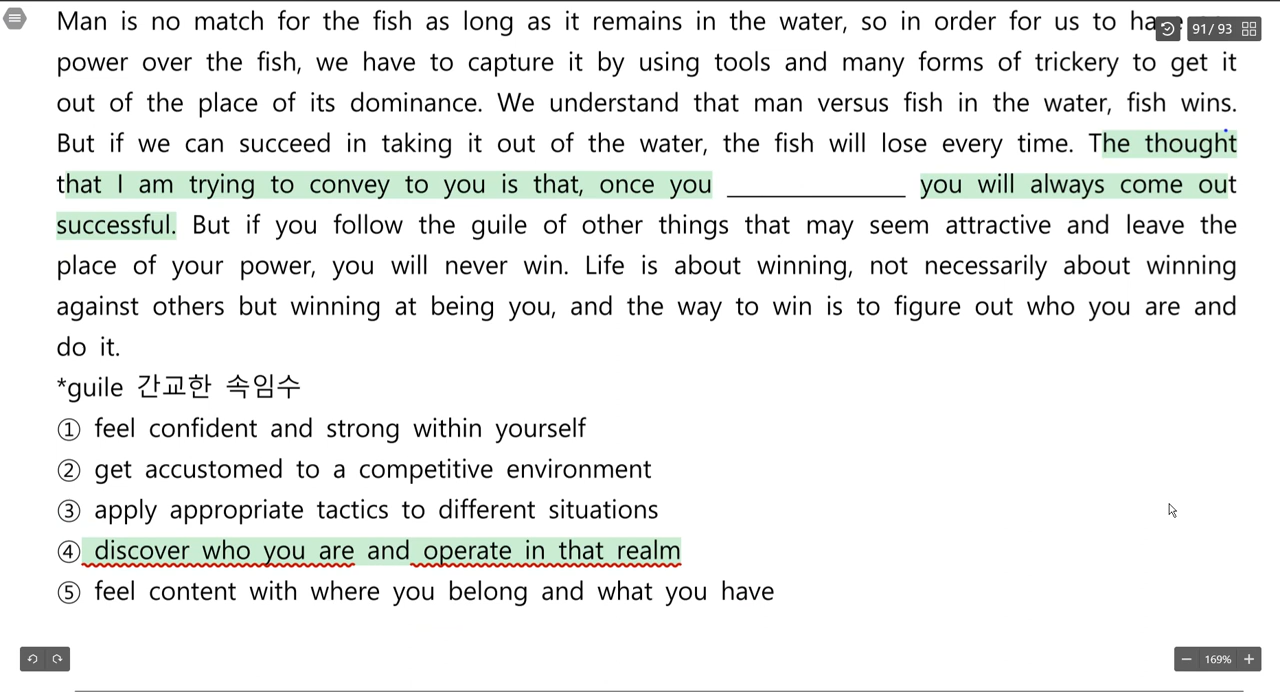 Man is no match for the fish as long as it remains in the water, so in order for us to
91/ 93
power over the fish, we have to capture it by using tools and many forms of trickery to get it
out of the place of its dominance. We understand that man versus fish in the water, fish wins.
But if we can succeed in taking it out of the water, the fish will lose every time. The thought
that I am trying to convey to you is that, once you ______________ you will always come out
successful. But if you follow the guile of other things that may seem attractive and leave the
place of your power, you will never win. Life is about winning, not necessarily about winning
against others but winning at being you, and the way to win is to figure out who you are and
do it.
*guile 간교한 속임수
① feel confident and strong within yourself
② get accustomed to a competitive environment
③ apply appropriate tactics to different situations
④ discover who you are and operate in that realm
⑤ feel content with where you belong and what you have
169%